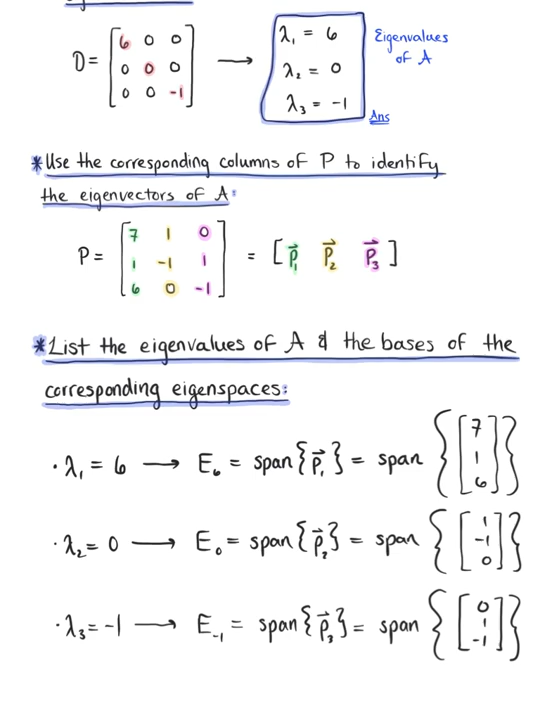 D = [6 0 0; 0 0 0; 0 0 -1] ⟶ λ₁ = 6 λ₂ = 0 λ₃ = -1 Eigenvalues of A Ans
*Use the corresponding columns of P to identify
the eigenvectors of A:
P = [7 1 0; 1 -1 1; 6 0 -1] = [p⃗₁ p⃗₂ p⃗₃]
*List the eigenvalues of A & the bases of the
corresponding eigenspaces:
· λ₁ = 6 ⟶ E₆ = span{p⃗₁} = span {[7; 1; 6]}
· λ₂ = 0 ⟶ E₀ = span{p⃗₂} = span {[1; -1; 0]}
· λ₃ = -1 ⟶ E₋₁ = span{p⃗₃} = span {[0; 1; -1]}